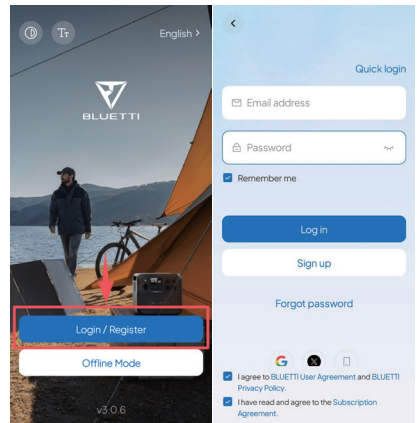 Tт
English >
BLUETTI
Login / Register
Offline Mode
v3.0.6
Quick login
Email address
Password
Remember me
Log in
Sign up
Forgot password
G
X
I agree to BLUETTI User Agreement and BLUETTI
Privacy Policy.
I have read and agree to the Subscription
Agreement.